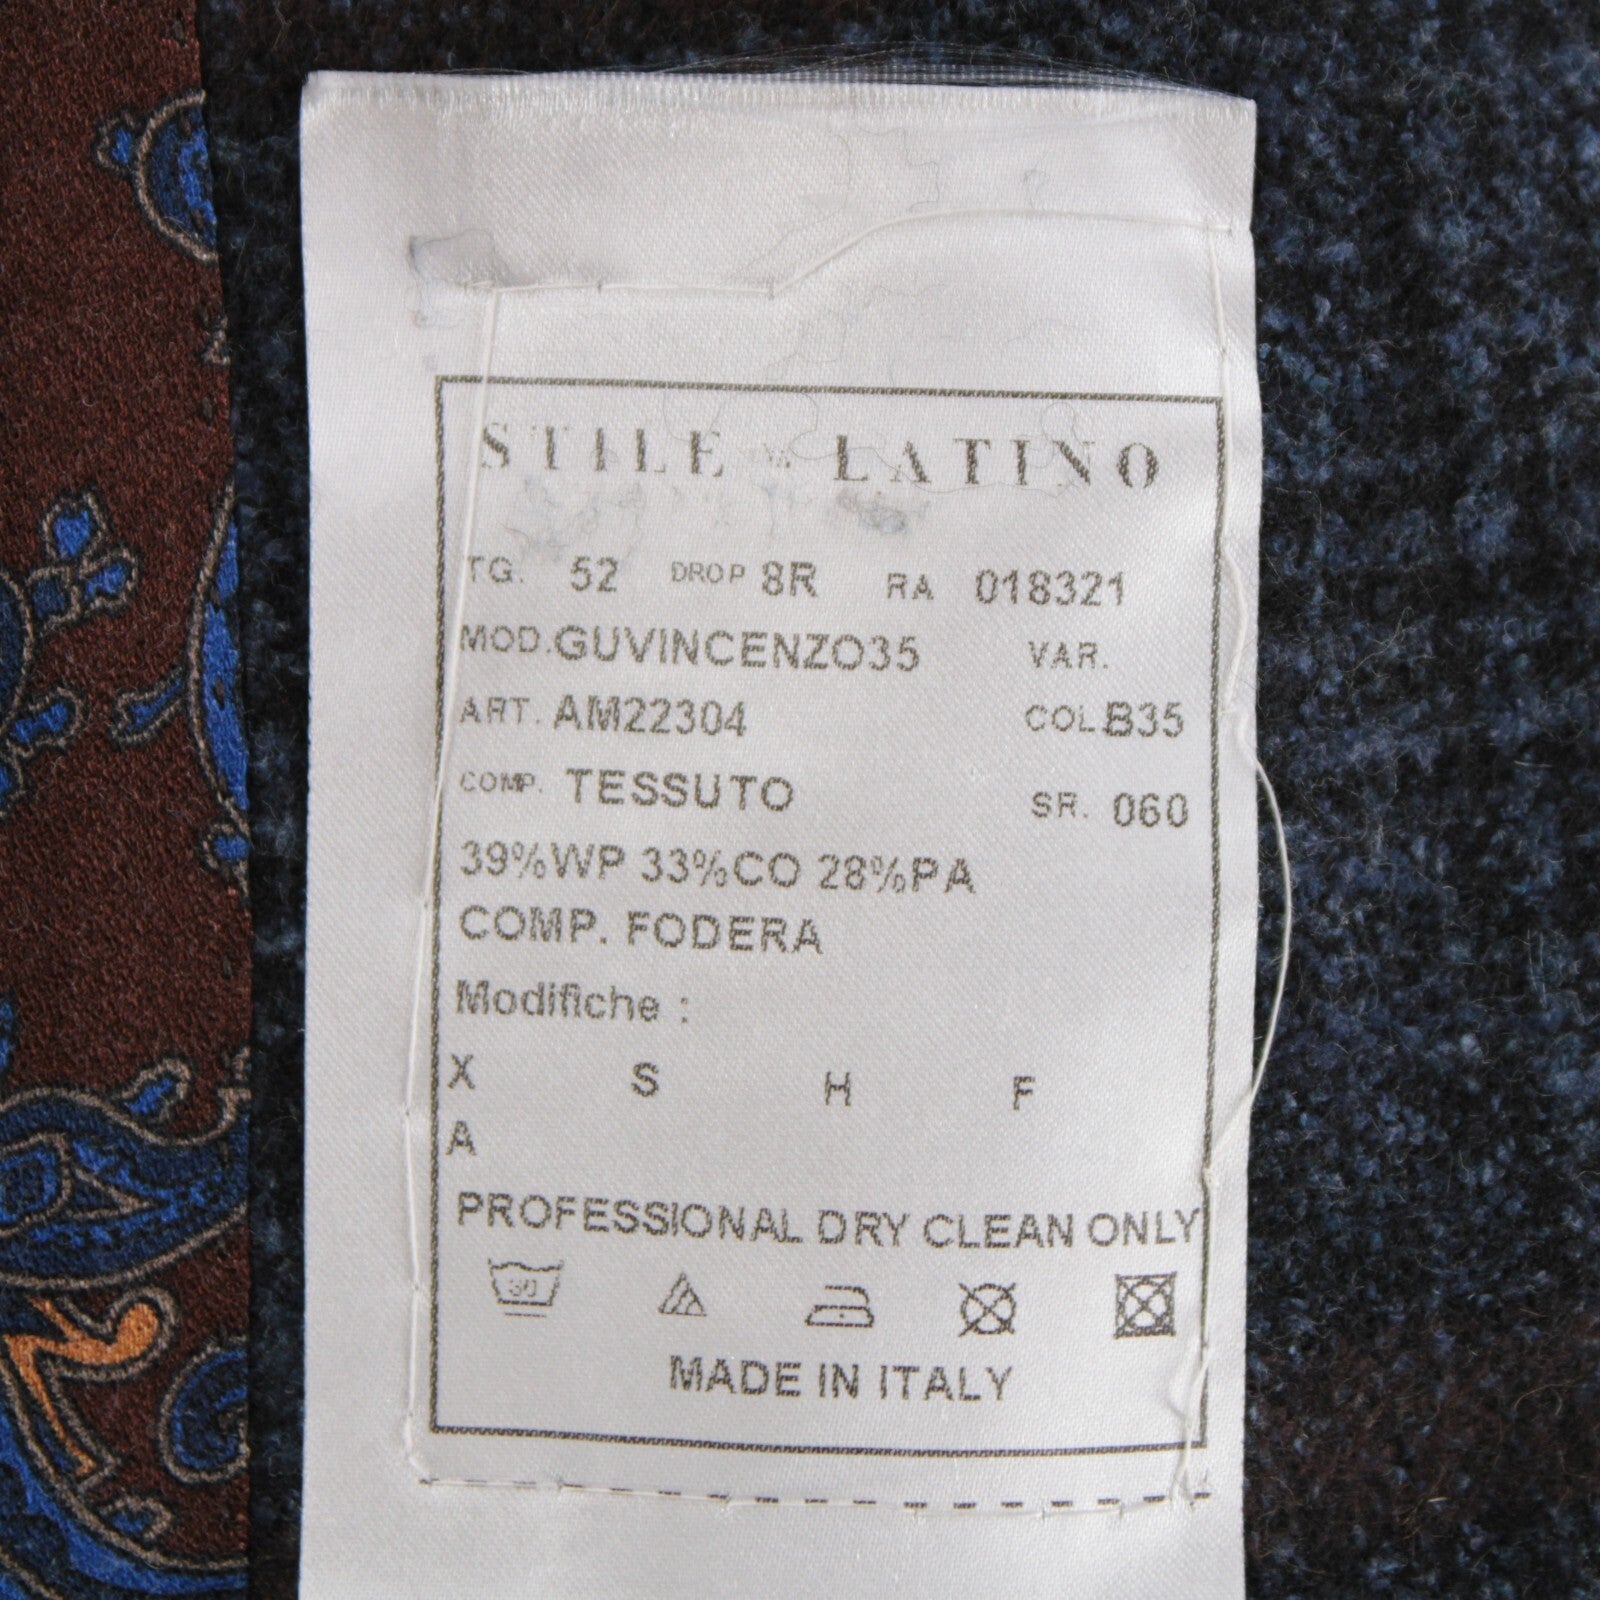 STILE LATINO
TG. 52 DROP 8R RA 018321
MOD.GUVINCENZO35 VAR.
ART. AM22304 COL.B35
COMP. TESSUTO SR. 060
39%WP 33%CO 28%PA
COMP. FODERA
Modifiche :
X S H F
A
PROFESSIONAL DRY CLEAN ONLY
30
MADE IN ITALY